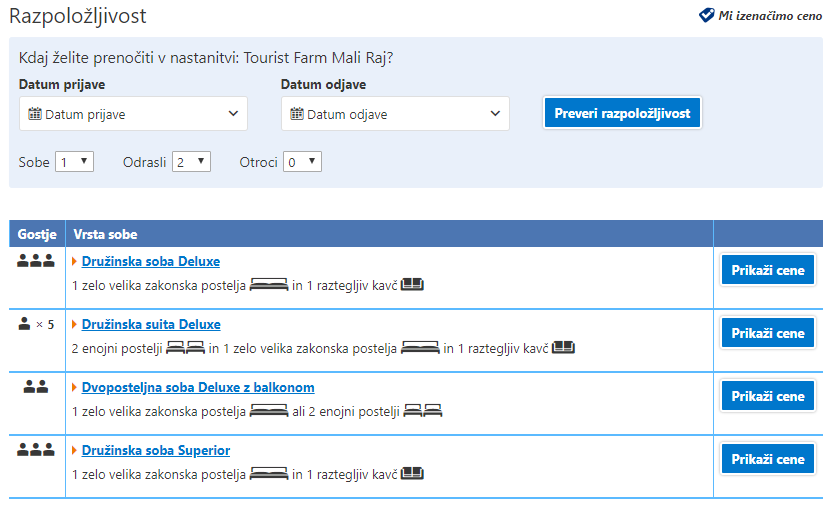 Razpoložljivost
Mi izenačimo ceno
Kdaj želite prenočiti v nastanitvi: Tourist Farm Mali Raj?
Datum prijave Datum odjave
Datum prijave Datum odjave Preveri razpoložljivost
Sobe 1 Odrasli 2 Otroci 0
Gostje Vrsta sobe
Družinska soba Deluxe Prikaži cene
1 zelo velika zakonska postelja in 1 raztegljiv kavč
× 5 Družinska suita Deluxe Prikaži cene
2 enojni postelji in 1 zelo velika zakonska postelja in 1 raztegljiv kavč
Dvoposteljna soba Deluxe z balkonom Prikaži cene
1 zelo velika zakonska postelja ali 2 enojni postelji
Družinska soba Superior Prikaži cene
1 zelo velika zakonska postelja in 1 raztegljiv kavč